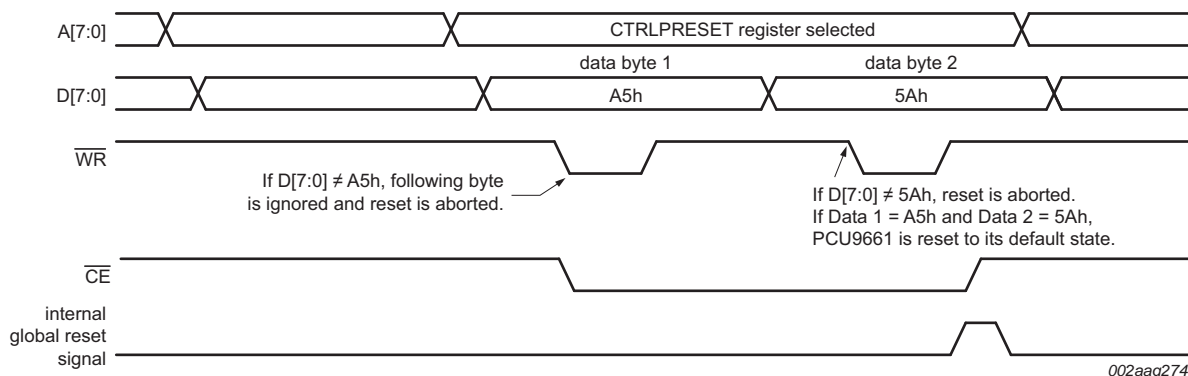 A[7:0]
CTRLPRESET register selected
data byte 1
data byte 2
D[7:0]
A5h
5Ah
WR
If D[7:0] ≠ A5h, following byte
is ignored and reset is aborted.
If D[7:0] ≠ 5Ah, reset is aborted.
If Data 1 = A5h and Data 2 = 5Ah,
PCU9661 is reset to its default state.
CE
internal
global reset
signal
002aag274